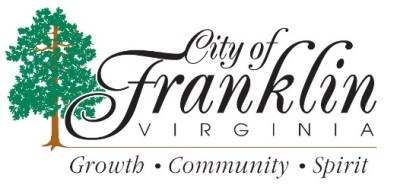 City of
Franklin
VIRGINIA
Growth • Community • Spirit